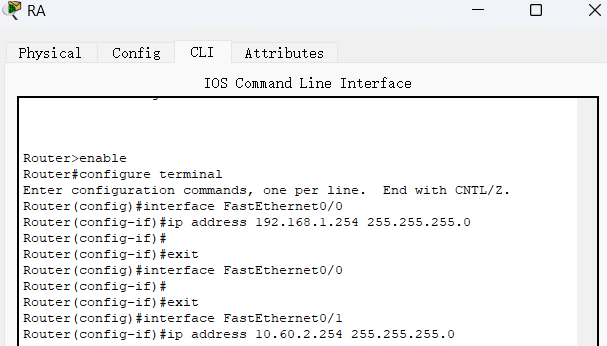 RA
Physical Config CLI Attributes
IOS Command Line Interface
Router>enable
Router#configure terminal
Enter configuration commands, one per line.  End with CNTL/Z.
Router(config)#interface FastEthernet0/0
Router(config-if)#ip address 192.168.1.254 255.255.255.0
Router(config-if)#
Router(config-if)#exit
Router(config)#interface FastEthernet0/0
Router(config-if)#
Router(config-if)#exit
Router(config)#interface FastEthernet0/1
Router(config-if)#ip address 10.60.2.254 255.255.255.0